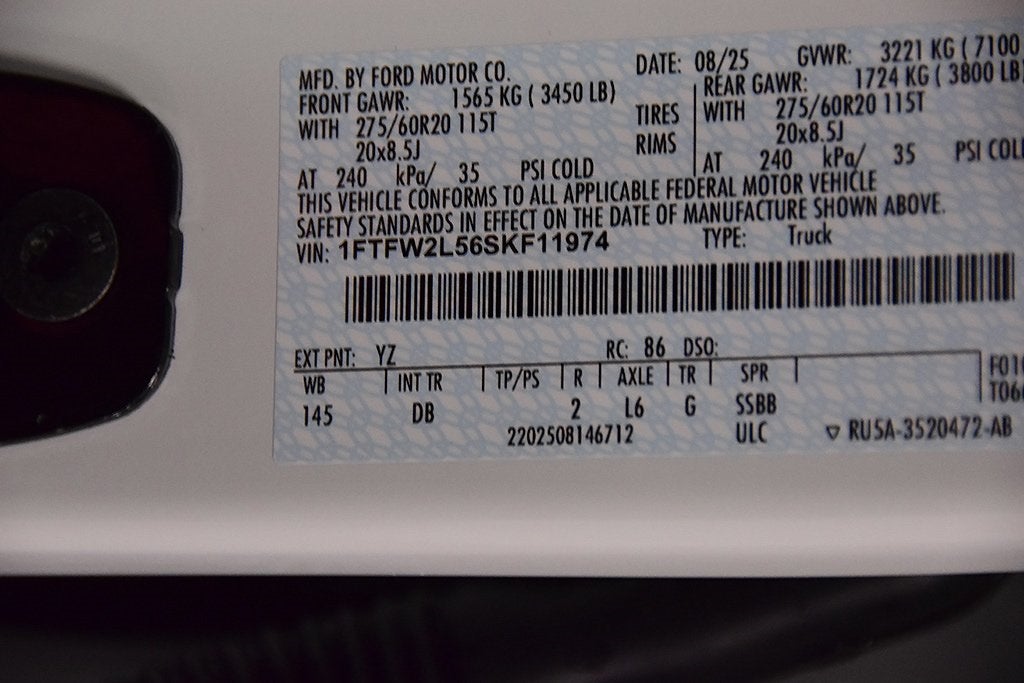 MFD. BY FORD MOTOR CO. DATE: 08/25 GVWR: 3221 KG ( 7100
FRONT GAWR: 1565 KG ( 3450 LB) REAR GAWR: 1724 KG ( 3800 LB)
WITH 275/60R20 115T TIRES WITH 275/60R20 115T
20x8.5J RIMS 20x8.5J
AT 240 kPa/ 35 PSI COLD AT 240 kPa/ 35 PSI COL
THIS VEHICLE CONFORMS TO ALL APPLICABLE FEDERAL MOTOR VEHICLE
SAFETY STANDARDS IN EFFECT ON THE DATE OF MANUFACTURE SHOWN ABOVE.
VIN: 1FTFW2L56SKF11974 TYPE: Truck
EXT PNT: YZ RC: 86 DSO:
WB INT TR TP/PS R AXLE TR SPR F01
145 DB 2 L6 G SSBB T06
2202508146712 ULC ▽ RU5A-3520472-AB